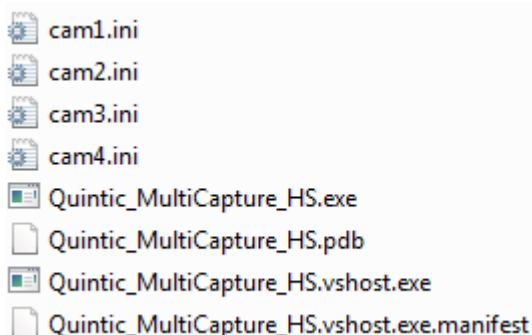 cam1.ini
cam2.ini
cam3.ini
cam4.ini
Quintic_MultiCapture_HS.exe
Quintic_MultiCapture_HS.pdb
Quintic_MultiCapture_HS.vshost.exe
Quintic_MultiCapture_HS.vshost.exe.manifest